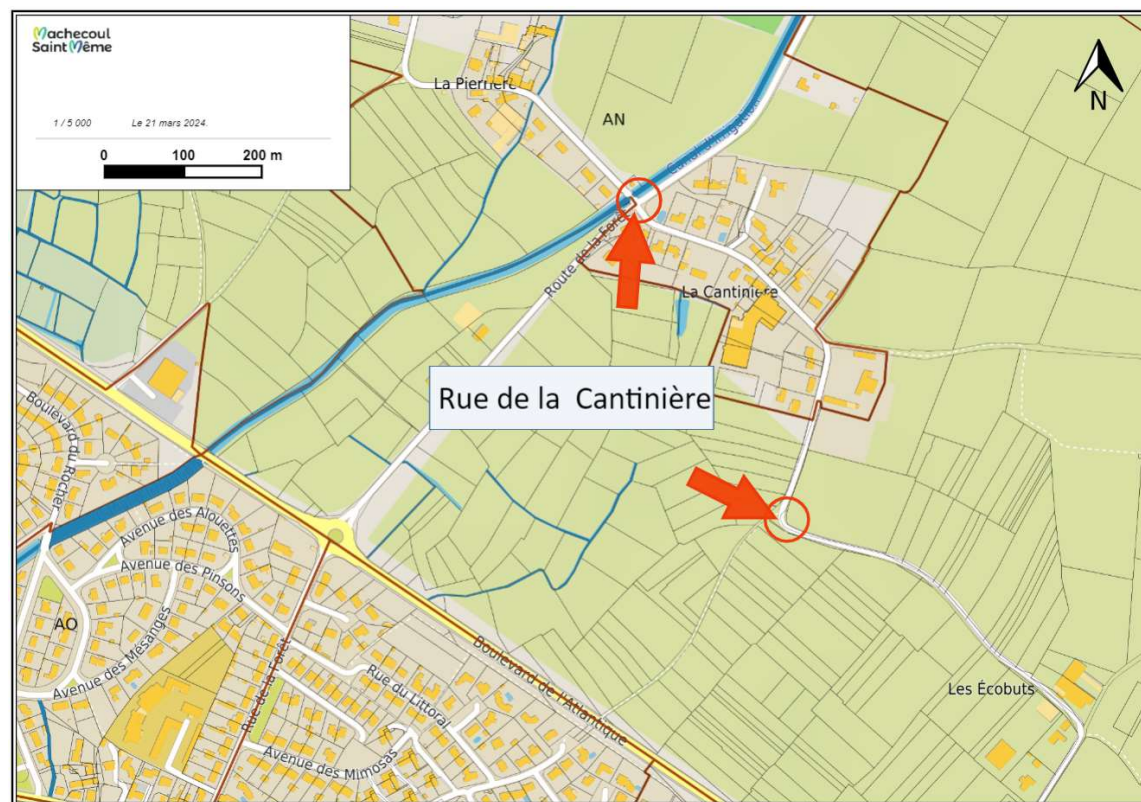 Machecoul
Saint Même
1 / 5 000 Le 21 mars 2024.
0 100 200 m
N
La Pierrière
AN
Canal d'irrigation
Route de la Forêt
La Cantinière
Rue de la Cantinière
Boulevard du Rocher
Avenue des Alouettes
Avenue des Pinsons
AO
Avenue des Mésanges
Rue de la Forêt
Rue du Littoral
Boulevard de l'Atlantique
Avenue des Mimosas
Les Écobuts